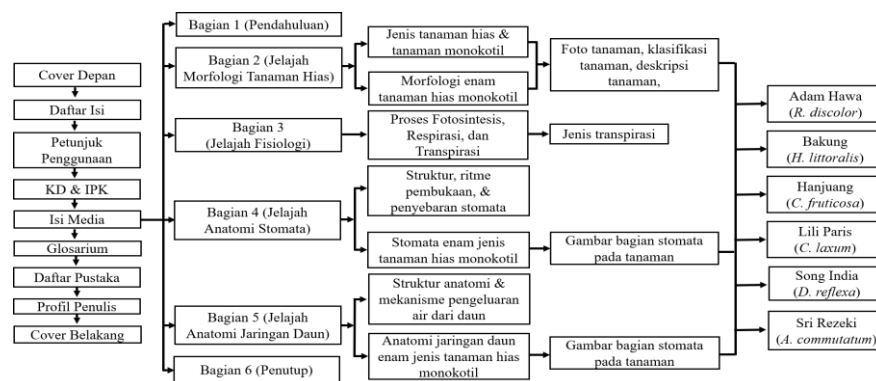 Cover Depan
Daftar Isi
Petunjuk
Penggunaan
KD & IPK
Isi Media
Glosarium
Daftar Pustaka
Profil Penulis
Cover Belakang
Bagian 1 (Pendahuluan)
Bagian 2 (Jelajah
Morfologi Tanaman Hias)
Bagian 3
(Jelajah Fisiologi)
Bagian 4 (Jelajah
Anatomi Stomata)
Bagian 5 (Jelajah
Anatomi Jaringan Daun)
Bagian 6 (Penutup)
Jenis tanaman hias &
tanaman monokotil
Morfologi enam
tanaman hias monokotil
Proses Fotosintesis,
Respirasi, dan
Transpirasi
Struktur, ritme
pembukaan, &
penyebaran stomata
Stomata enam jenis
tanaman hias monokotil
Struktur anatomi &
mekanisme pengeluaran
air dari daun
Anatomi jaringan daun
enam jenis tanaman hias
monokotil
Foto tanaman, klasifikasi
tanaman, deskripsi
tanaman,
Jenis transpirasi
Gambar bagian stomata
pada tanaman
Gambar bagian stomata
pada tanaman
Adam Hawa
(R. discolor)
Bakung
(H. littoralis)
Hanjuang
(C. fruticosa)
Lili Paris
(C. laxum)
Song India
(D. reflexa)
Sri Rezeki
(A. commutatum)